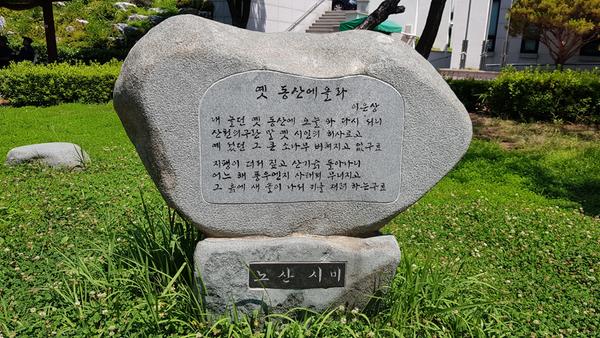 옛 동산에 올라
이은상
내 놀던 옛 동산에 오늘 와 다시 서니
산천의구란 말 옛 시인의 허사로고
예 섰던 그 큰 소나무 버혀지고 없구료
지팽이 더져 짚고 산기슭 돌아나니
어느 해 풍우엔지 사태져 무너지고
그 흙에 새 솔이 나서 키를 재려 하는구료
노산 시비